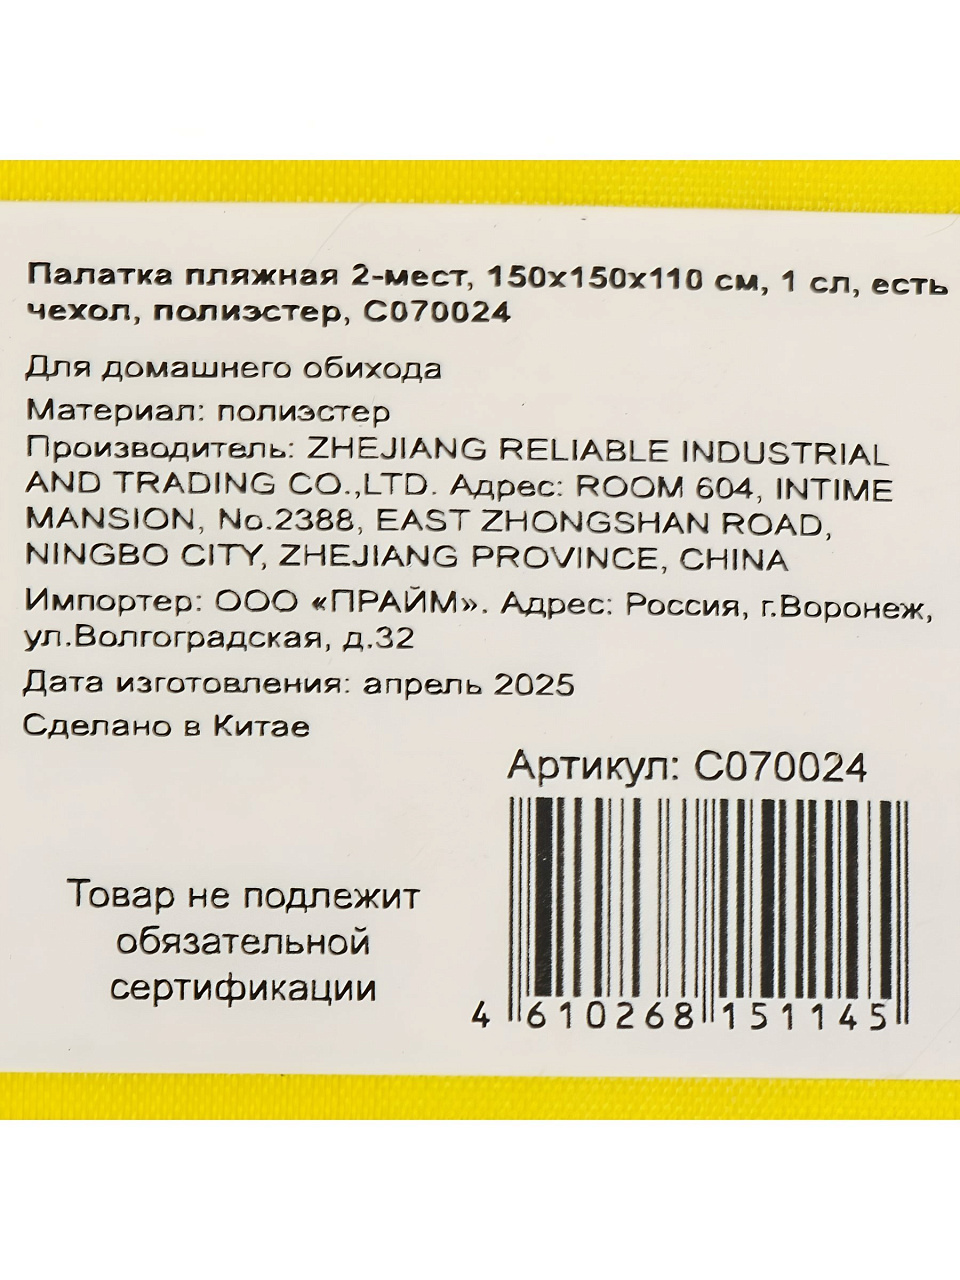 Палатка пляжная 2-мест, 150х150х110 см, 1 сл, есть
чехол, полиэстер, С070024
Для домашнего обихода
Материал: полиэстер
Производитель: ZHEJIANG RELIABLE INDUSTRIAL
AND TRADING CO.,LTD. Адрес: ROOM 604, INTIME
MANSION, No.2388, EAST ZHONGSHAN ROAD,
NINGBO CITY, ZHEJIANG PROVINCE, CHINA
Импортер: ООО «ПРАЙМ». Адрес: Россия, г.Воронеж,
ул.Волгоградская, д.32
Дата изготовления: апрель 2025
Сделано в Китае
Артикул: С070024
Товар не подлежит
обязательной
сертификации
4 610268 151145